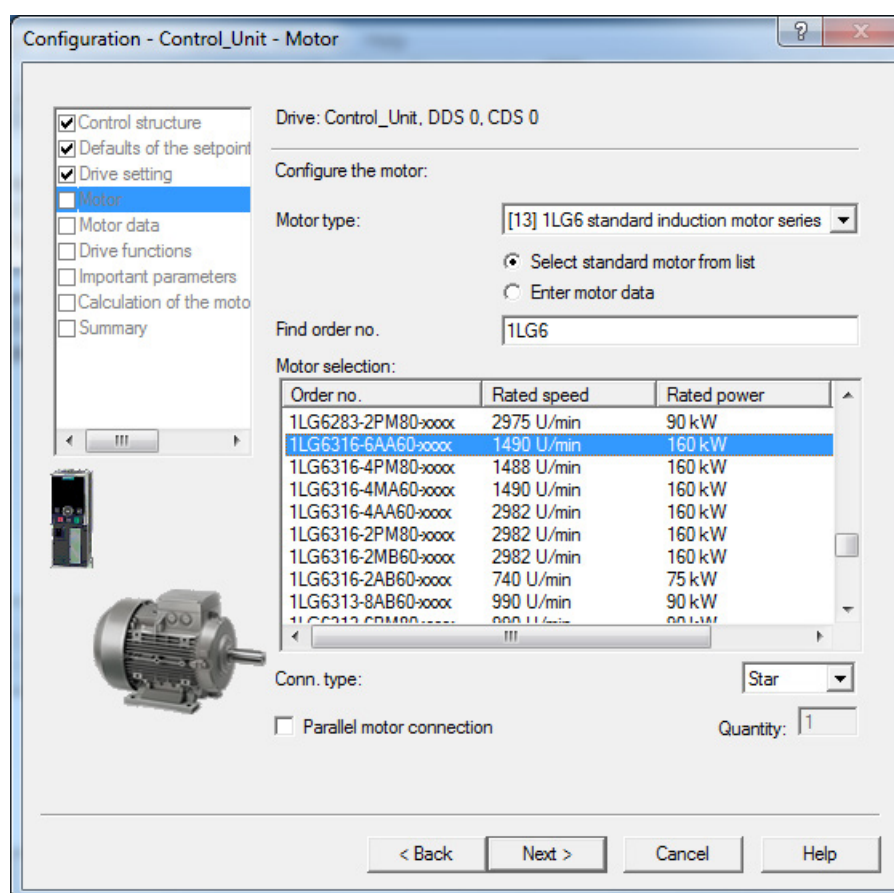 Configuration - Control_Unit - Motor
Control structure
Defaults of the setpoint
Drive setting
Motor
Motor data
Drive functions
Important parameters
Calculation of the moto
Summary
Drive: Control_Unit, DDS 0, CDS 0
Configure the motor:
Motor type: [13] 1LG6 standard induction motor series
Select standard motor from list
Enter motor data
Find order no. 1LG6
Motor selection:
Order no. Rated speed Rated power
1LG6283-2PM80-xxxx 2975 U/min 90 kW
1LG6316-6AA60-xxxx 1490 U/min 160 kW
1LG6316-4PM80-xxxx 1488 U/min 160 kW
1LG6316-4MA60-xxxx 1490 U/min 160 kW
1LG6316-4AA60-xxxx 2982 U/min 160 kW
1LG6316-2PM80-xxxx 2982 U/min 160 kW
1LG6316-2MB60-xxxx 2982 U/min 160 kW
1LG6316-2AB60-xxxx 740 U/min 75 kW
1LG6313-8AB60-xxxx 990 U/min 90 kW
Conn. type: Star
Parallel motor connection Quantity: 1
< Back Next > Cancel Help